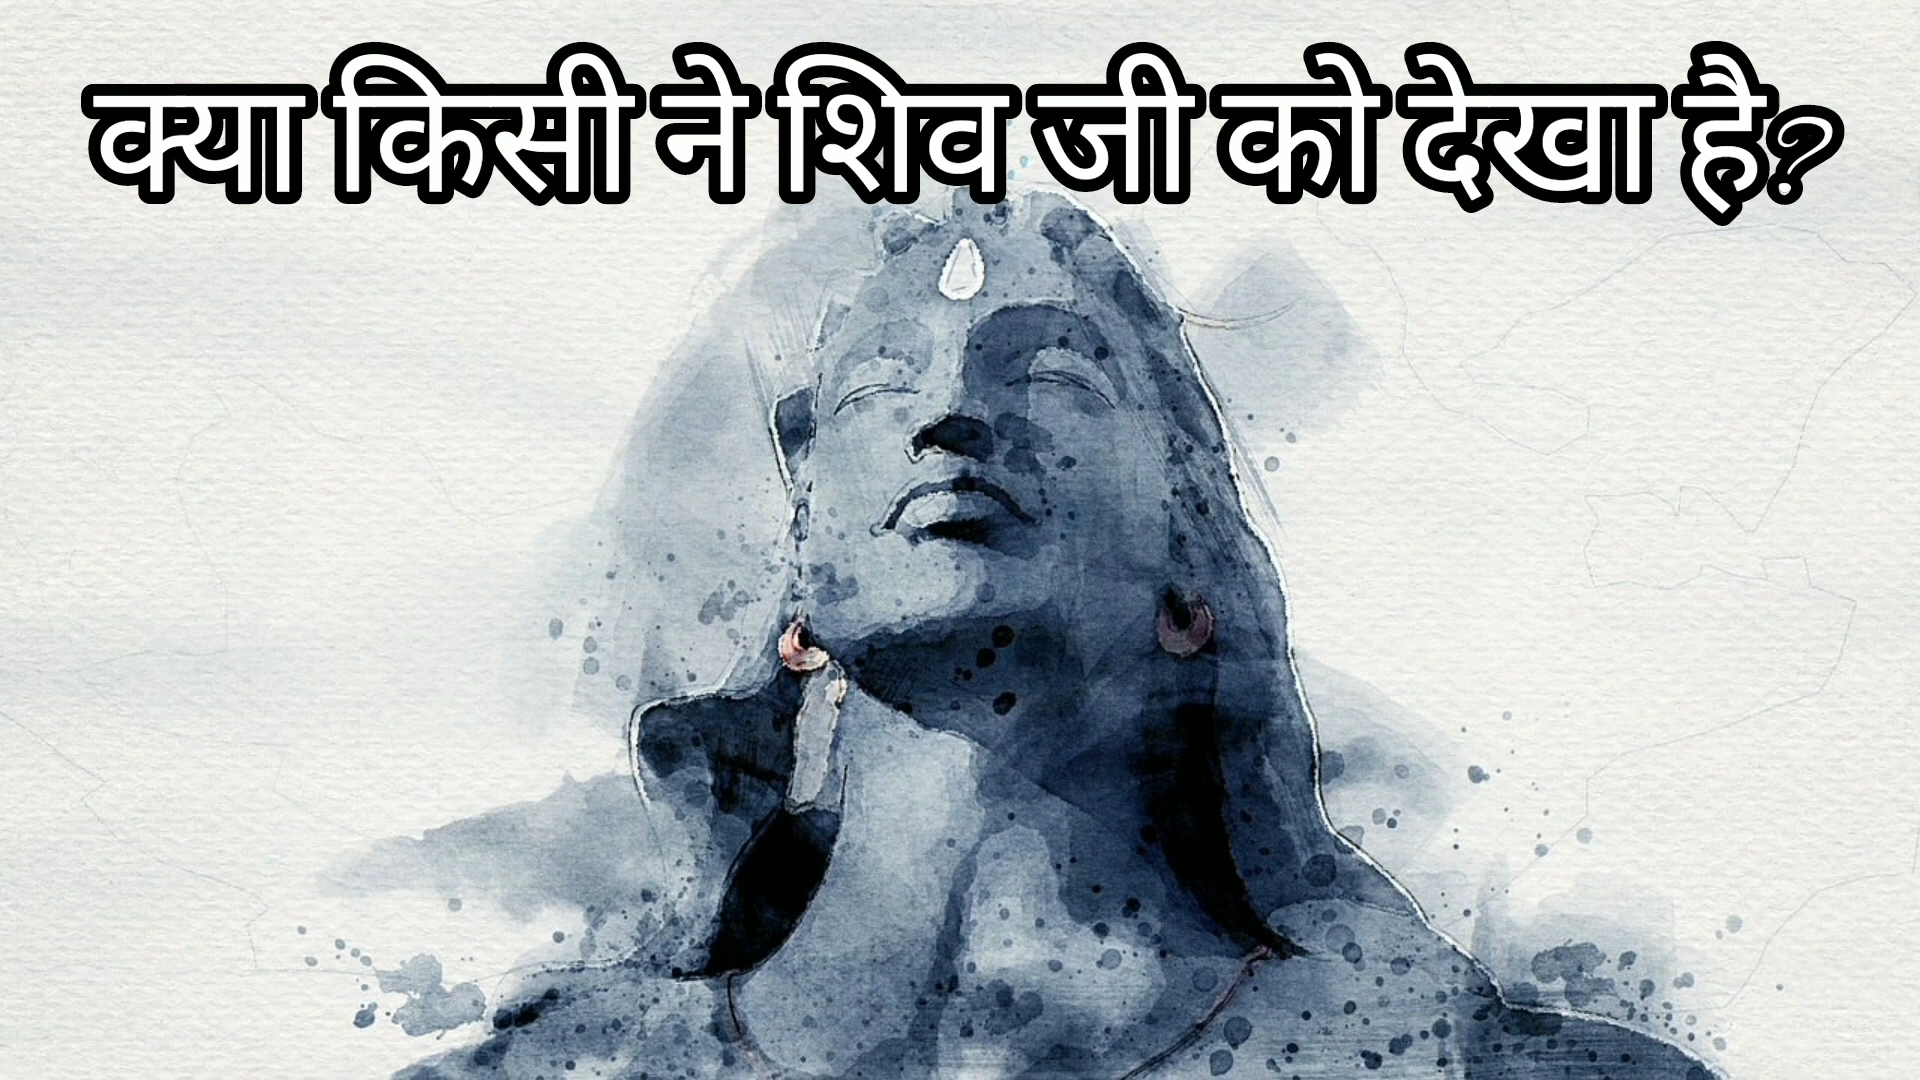 क्या किसी ने शिव जी को देखा है?